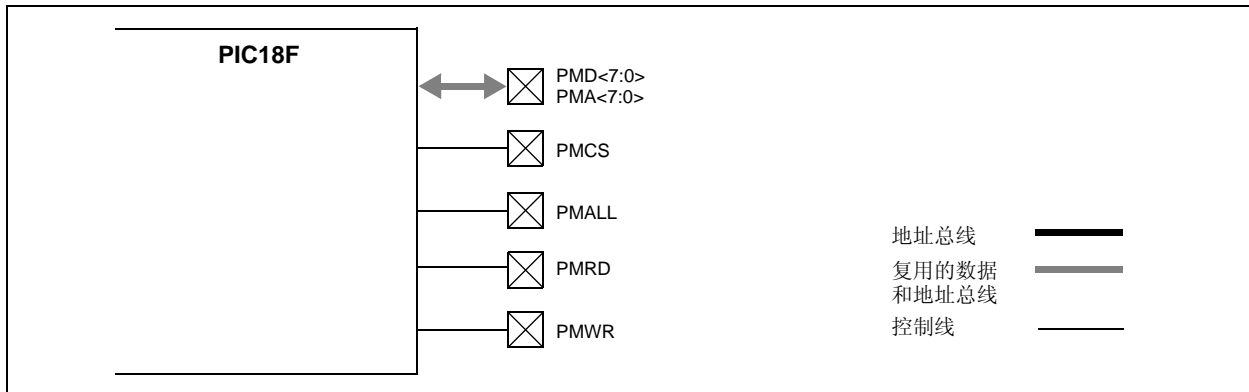 PIC18F
PMD<7:0>
PMA<7:0>
PMCS
PMALL
PMRD
PMWR
地址总线
复用的数据
和地址总线
控制线